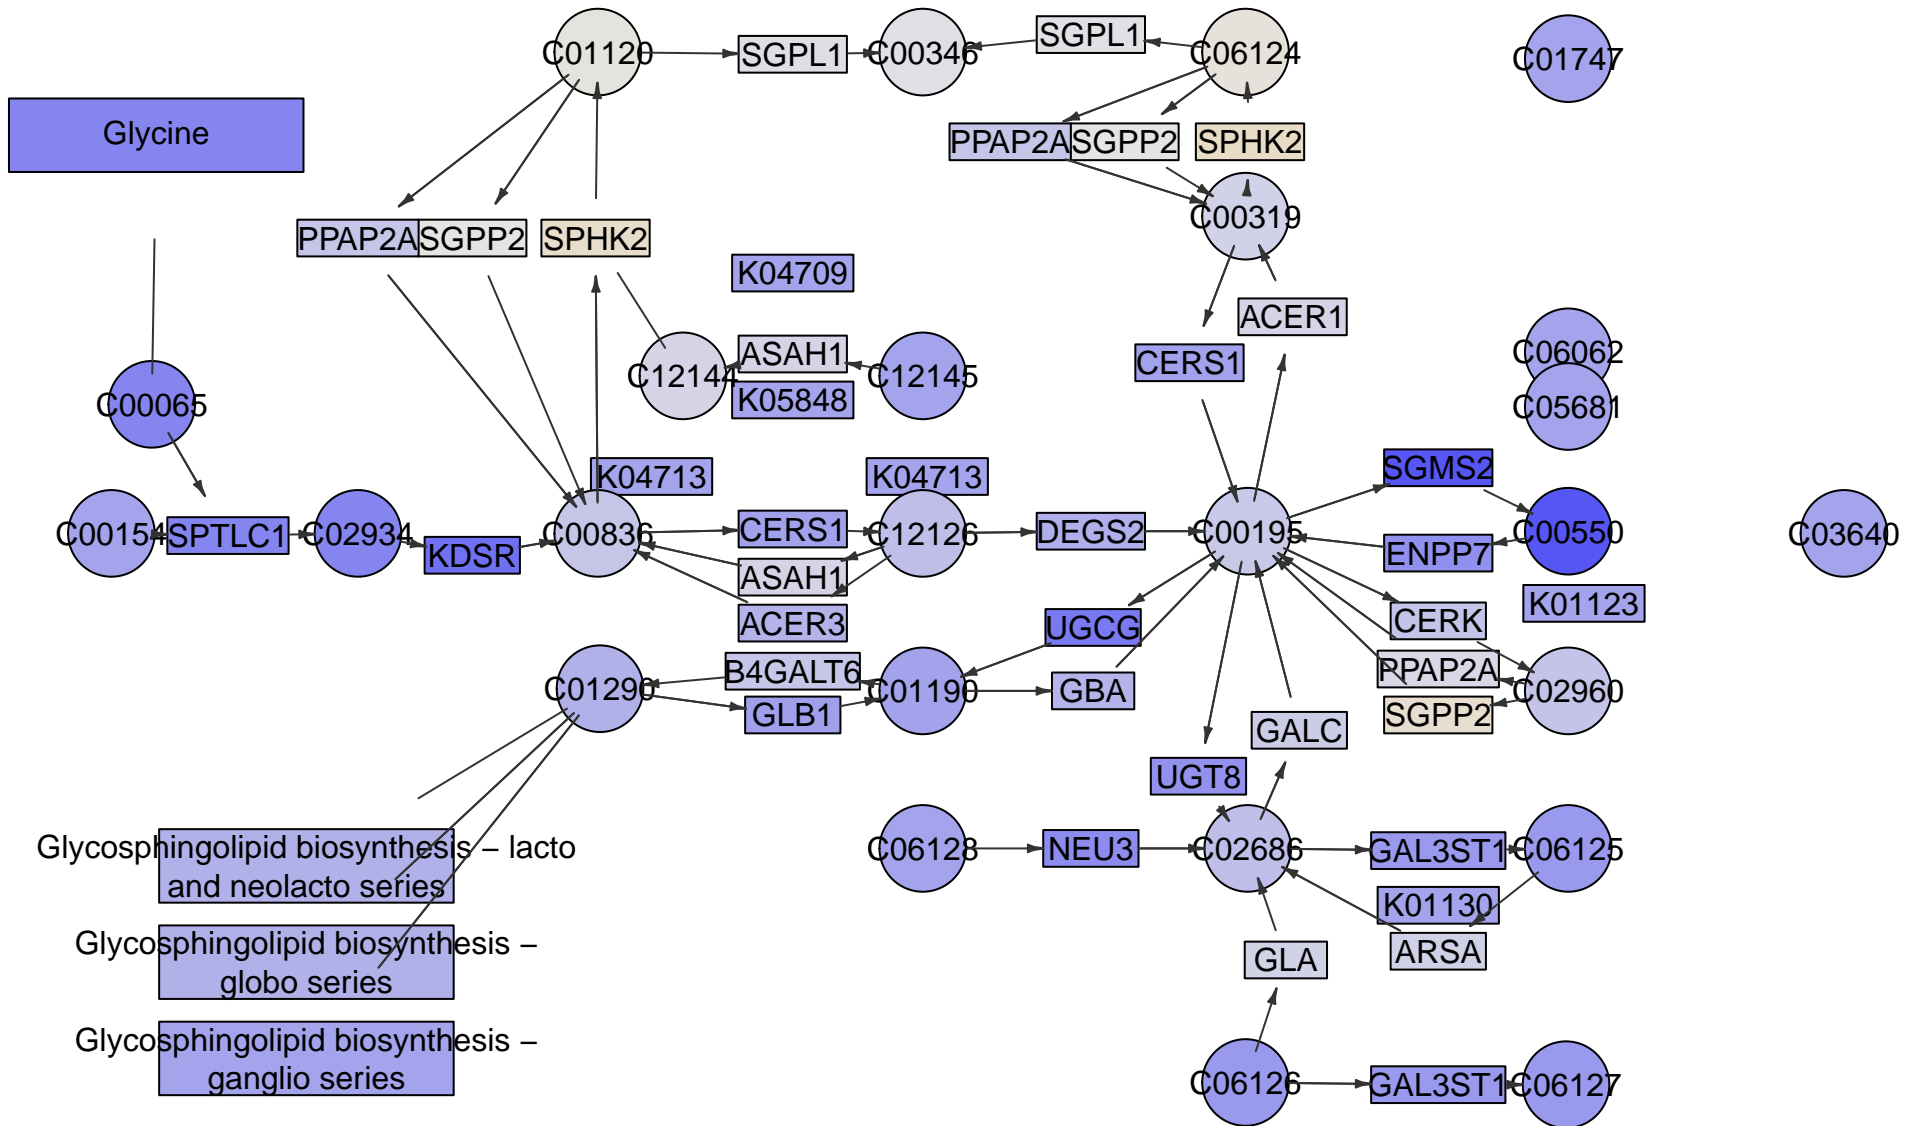 C01120
SGPL1
C00346
SGPL1
C06124
C01747
Glycine
PPAP2A
SGPP2
SPHK2
C00319
PPAP2A
SGPP2
SPHK2
K04709
ACER1
C12144
ASAH1
C12145
K05848
CERS1
C06062
C05681
C00065
K04713
K04713
SGMS2
C00154
SPTLC1
C02934
KDSR
C00836
CERS1
C12126
DEGS2
C00195
C00550
ENPP7
C03640
ASAH1
ACER3
UGCG
CERK
K01123
C01290
B4GALT6
GLB1
C01190
GBA
PPAP2A
SGPP2
C02960
GALC
UGT8
Glycosphingolipid biosynthesis – lacto
and neolacto series
C06128
NEU3
C02686
GAL3ST1
C06125
K01130
ARSA
Glycosphingolipid biosynthesis –
globo series
GLA
Glycosphingolipid biosynthesis –
ganglio series
C06126
GAL3ST1
C06127